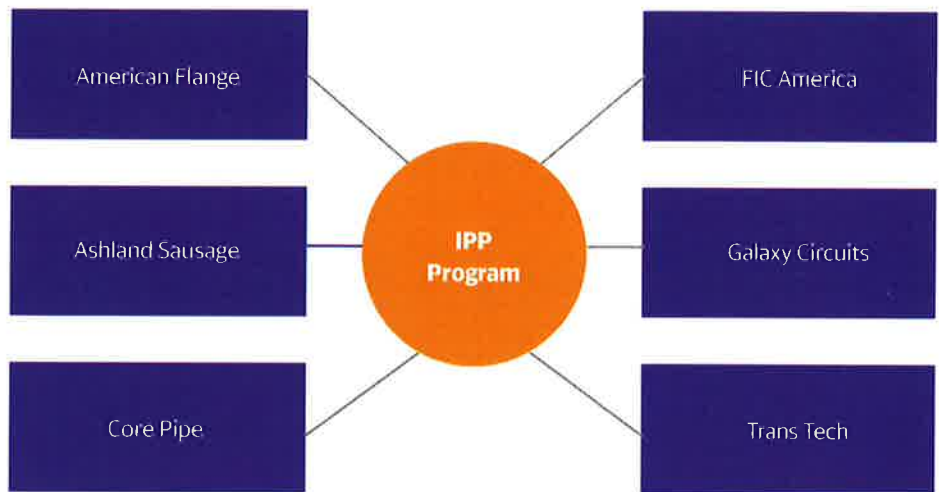 American Flange
FIC America
IPP
Program
Ashland Sausage
Galaxy Circuits
Core Pipe
Trans Tech